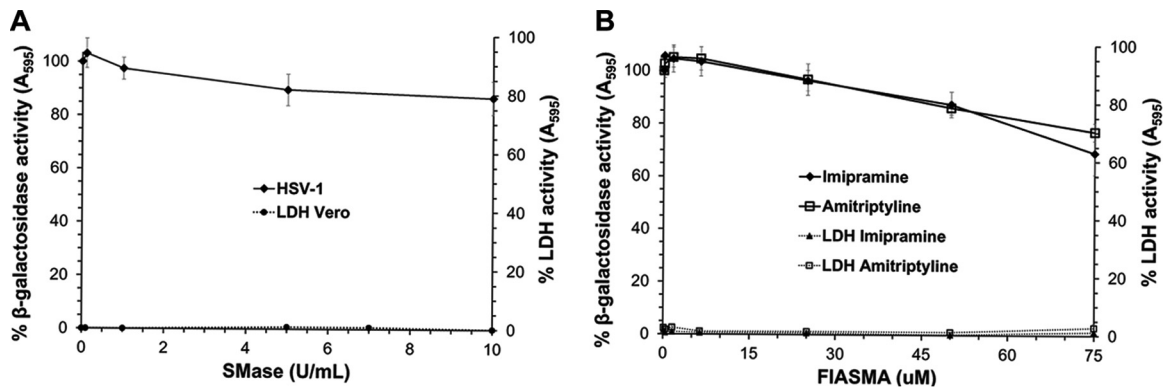 A
% β-galactosidase activity (A595)
100
80
60
40
20
0
HSV-1
LDH Vero
100
80
60
40
20
0
% LDH activity (A595)
0 2 4 6 8 10
SMase (U/mL)
B
% β-galactosidase activity (A595)
100
80
60
40
20
0
Imipramine
Amitriptyline
LDH Imipramine
LDH Amitriptyline
100
80
60
40
20
0
% LDH activity (A595)
0 15 30 45 60 75
FIASMA (uM)